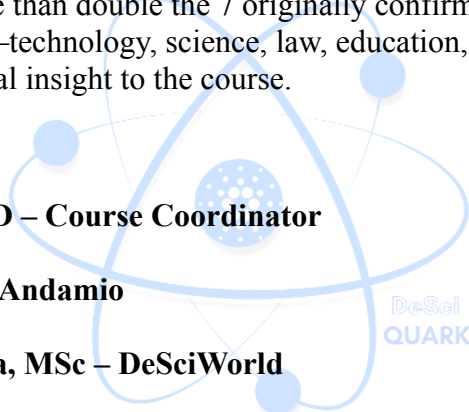 than double the 7 originally confirm
technology, science, law, education,
al insight to the course.
D – Course Coordinator
Andamio
a, MSc – DeSciWorld
DeSci
QUARK